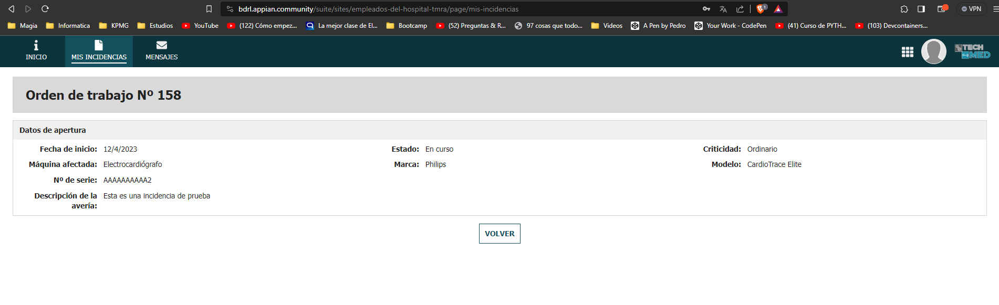 bdrl.appian.community/suite/sites/empleados-del-hospital-tmra/page/mis-incidencias
1
VPN
Magia
Informatica
KPMG
Estudios
YouTube
(122) Cómo empez...
La mejor clase de El...
Bootcamp
(52) Preguntas & R...
97 cosas que todo...
Videos
A Pen by Pedro
Your Work - CodePen
(41) Curso de PYTH...
(103) Devcontainers...
INICIO
MIS INCIDENCIAS
MENSAJES
TECH
MED
Orden de trabajo Nº 158
Datos de apertura
Fecha de inicio: 12/4/2023
Estado: En curso
Criticidad: Ordinario
Máquina afectada: Electrocardiógrafo
Marca: Philips
Modelo: CardioTrace Elite
Nº de serie: AAAAAAAAAA2
Descripción de la Esta es una incidencia de prueba
avería:
VOLVER